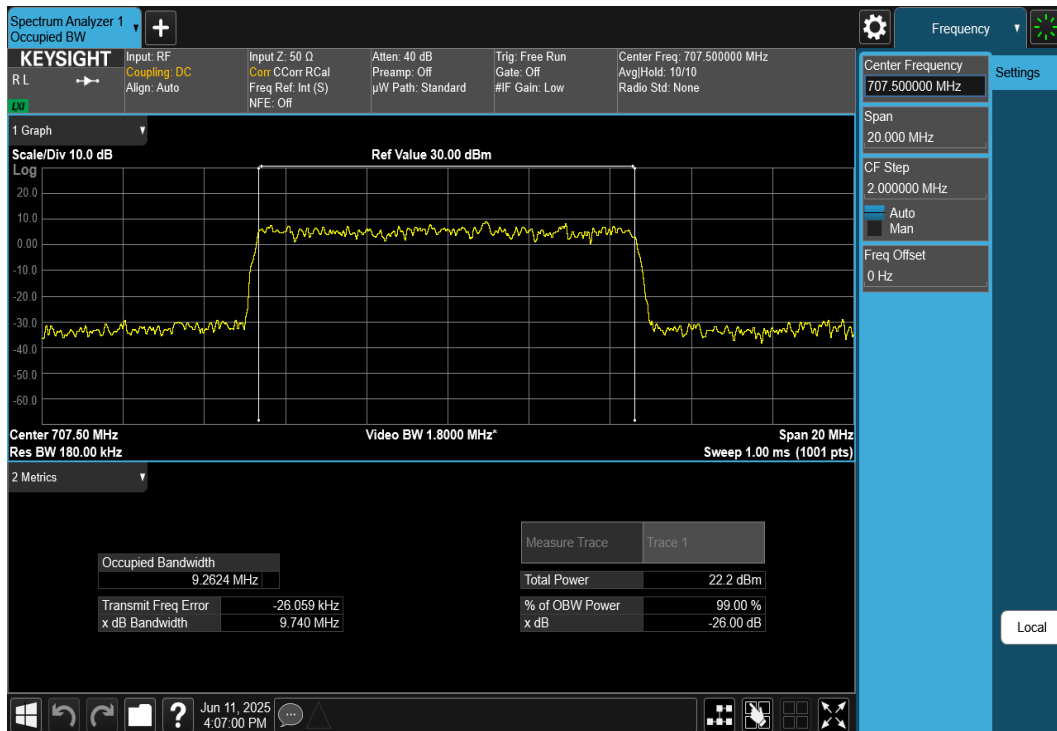 Spectrum Analyzer 1
Occupied BW
Frequency
KEYSIGHT
R L
LXI
Input: RF
Coupling: DC
Align: Auto
Input Z: 50 Ω
Corr CCorr RCal
Freq Ref: Int (S)
NFE: Off
Atten: 40 dB
Preamp: Off
µW Path: Standard
Trig: Free Run
Gate: Off
#IF Gain: Low
Center Freq: 707.500000 MHz
Avg|Hold: 10/10
Radio Std: None
Center Frequency
707.500000 MHz
Settings
Span
20.000 MHz
CF Step
2.000000 MHz
Auto
Man
Freq Offset
0 Hz
Local
1 Graph
Scale/Div 10.0 dB
Ref Value 30.00 dBm
Log
20.0
10.0
0.00
-10.0
-20.0
-30.0
-40.0
-50.0
-60.0
Center 707.50 MHz
Video BW 1.8000 MHz*
Span 20 MHz
Res BW 180.00 kHz
Sweep 1.00 ms (1001 pts)
2 Metrics
Measure Trace
Trace 1
Occupied Bandwidth
9.2624 MHz
Total Power
22.2 dBm
Transmit Freq Error
-26.059 kHz
% of OBW Power
99.00 %
x dB Bandwidth
9.740 MHz
x dB
-26.00 dB
?
Jun 11, 2025
4:07:00 PM